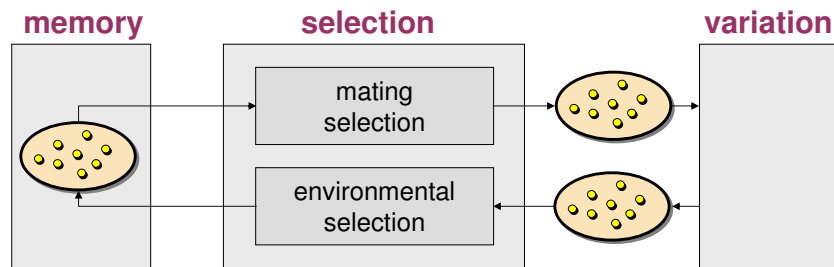 memory
selection
variation
mating
selection
environmental
selection